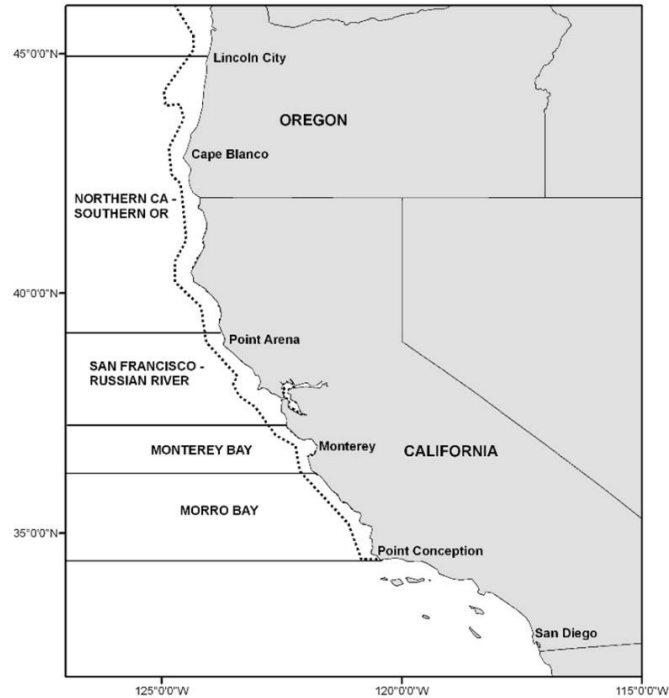 45°0'0"N
Lincoln City
OREGON
Cape Blanco
NORTHERN CA -
SOUTHERN OR
40°0'0"N
Point Arena
SAN FRANCISCO -
RUSSIAN RIVER
MONTEREY BAY
Monterey
CALIFORNIA
MORRO BAY
35°0'0"N
Point Conception
San Diego
125°0'0"W
120°0'0"W
115°0'0"W